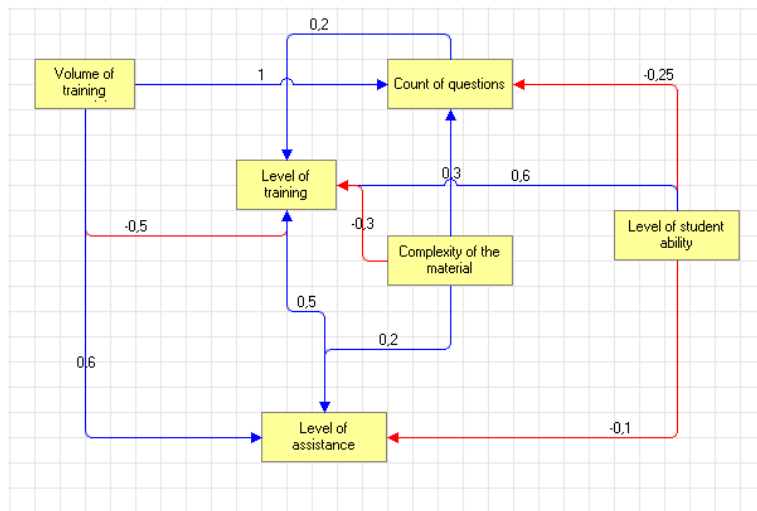 0,2
Volume of
training
1
Count of questions
-0,25
Level of
training
0,3
0,6
-0,5
-0,3
Complexity of the
material
Level of student
ability
0,5
0,2
0,6
Level of
assistance
-0,1